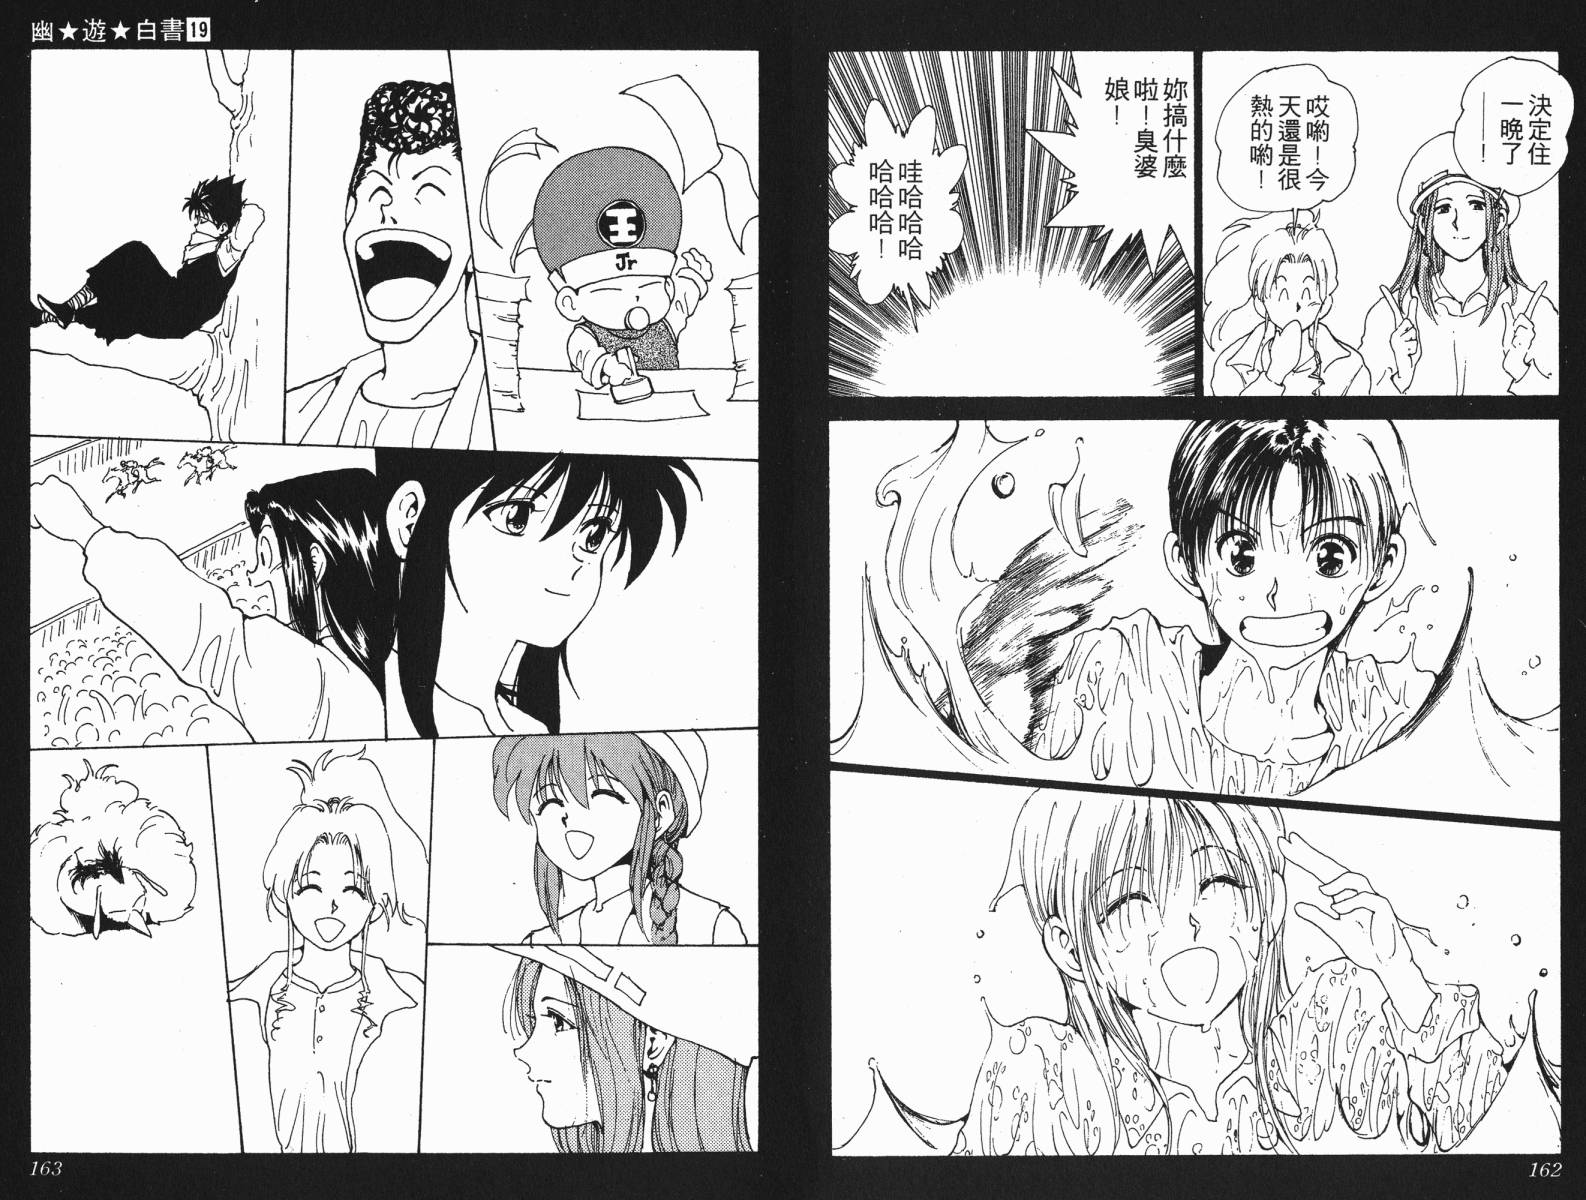 幽★遊★白書19
決定住
一晚了
——！
哎喲！今
天還是很
熱的喲！
妳搞什麼
啦！臭婆
娘！
哇哈哈哈
哈哈哈！
162
王
Jr
163